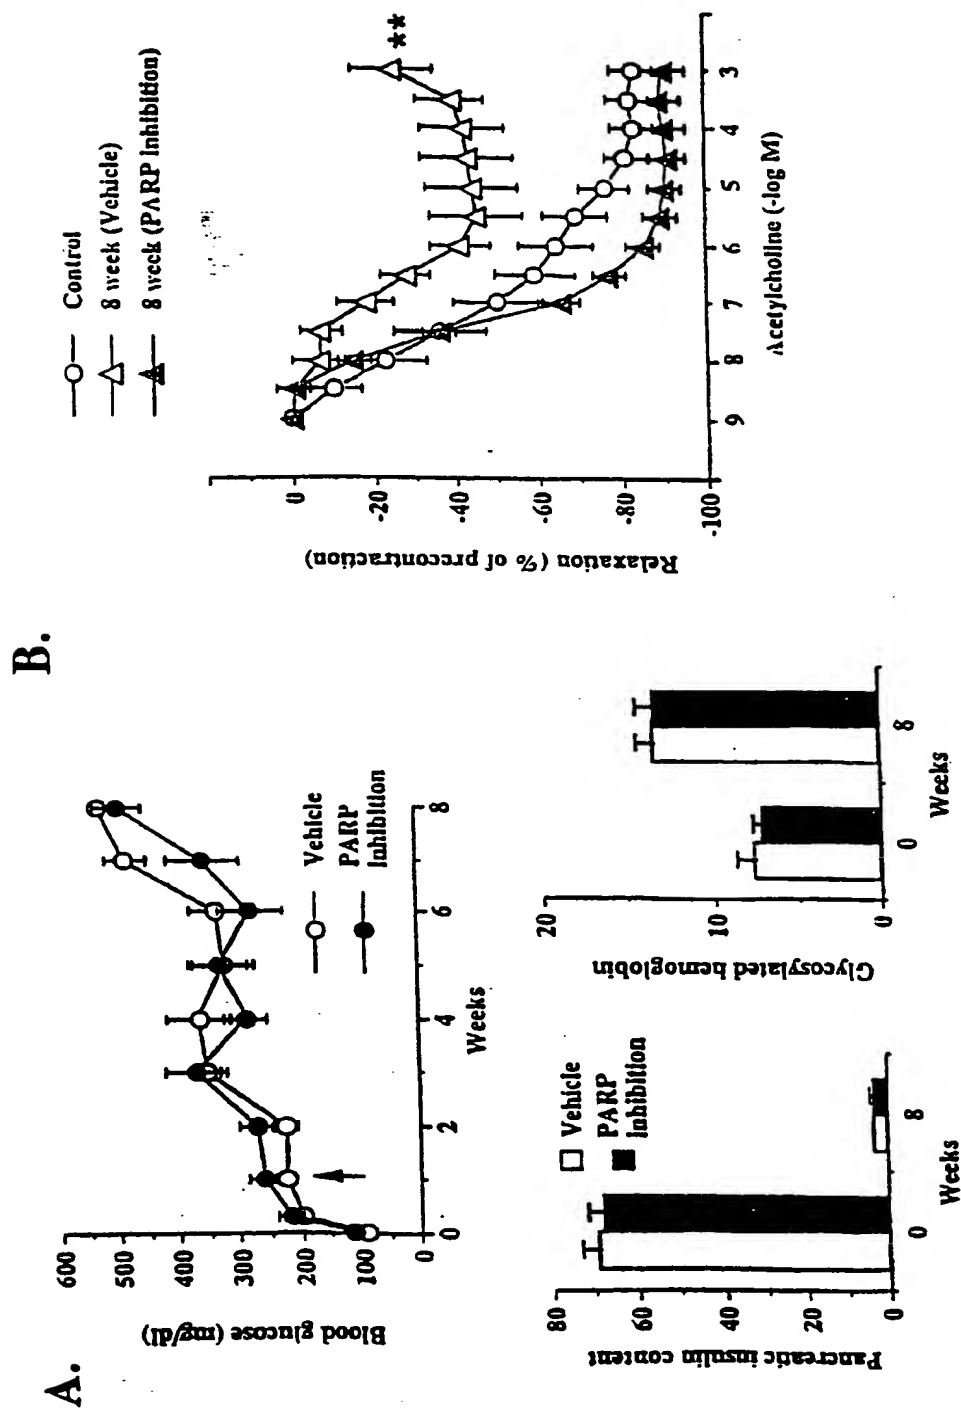 A.
Blood glucose (mg/dl)
600
500
400
300
200
100
0
2
4
6
8
Weeks
Vehicle
PARP
Inhibition
Pancreatic insulin content
80
60
40
20
0
0
8
Weeks
Vehicle
PARP
Inhibition
Glycosylated hemoglobin
20
10
0
0
8
Weeks
B.
Control
8 week (Vehicle)
8 week (PARP Inhibition)
Relaxation (% of precontraction)
0
-20
-40
-60
-80
-100
9
8
7
6
5
4
3
Acetylcholine (-log M)
**